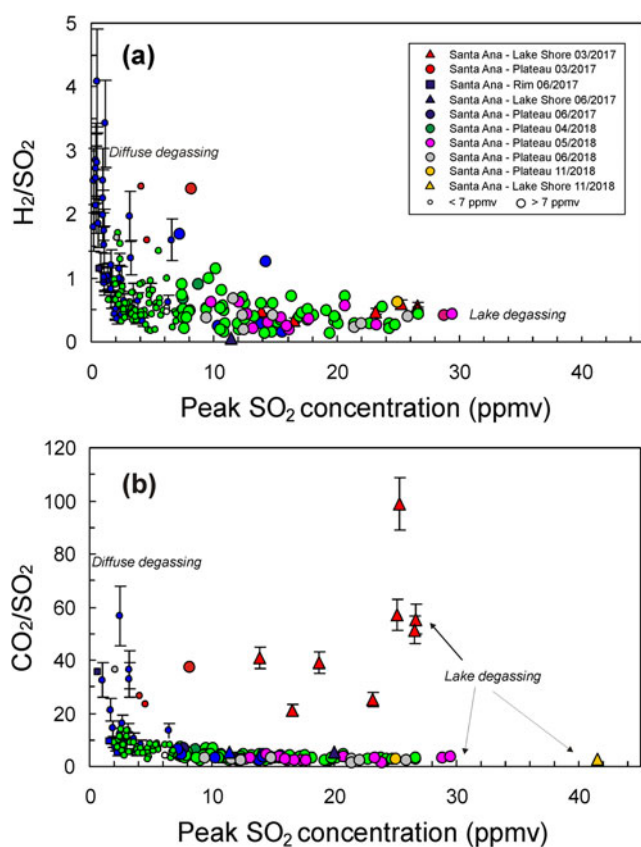 (a)
5
4
3
2
1
0
H₂/SO₂
Diffuse degassing
Santa Ana - Lake Shore 03/2017
Santa Ana - Plateau 03/2017
Santa Ana - Rim 06/2017
Santa Ana - Lake Shore 06/2017
Santa Ana - Plateau 06/2017
Santa Ana - Plateau 04/2018
Santa Ana - Plateau 05/2018
Santa Ana - Plateau 06/2018
Santa Ana - Plateau 11/2018
Santa Ana - Lake Shore 11/2018
< 7 ppmv > 7 ppmv
Lake degassing
0 10 20 30 40
Peak SO₂ concentration (ppmv)
(b)
120
100
80
60
40
20
0
CO₂/SO₂
Diffuse degassing
Lake degassing
0 10 20 30 40
Peak SO₂ concentration (ppmv)